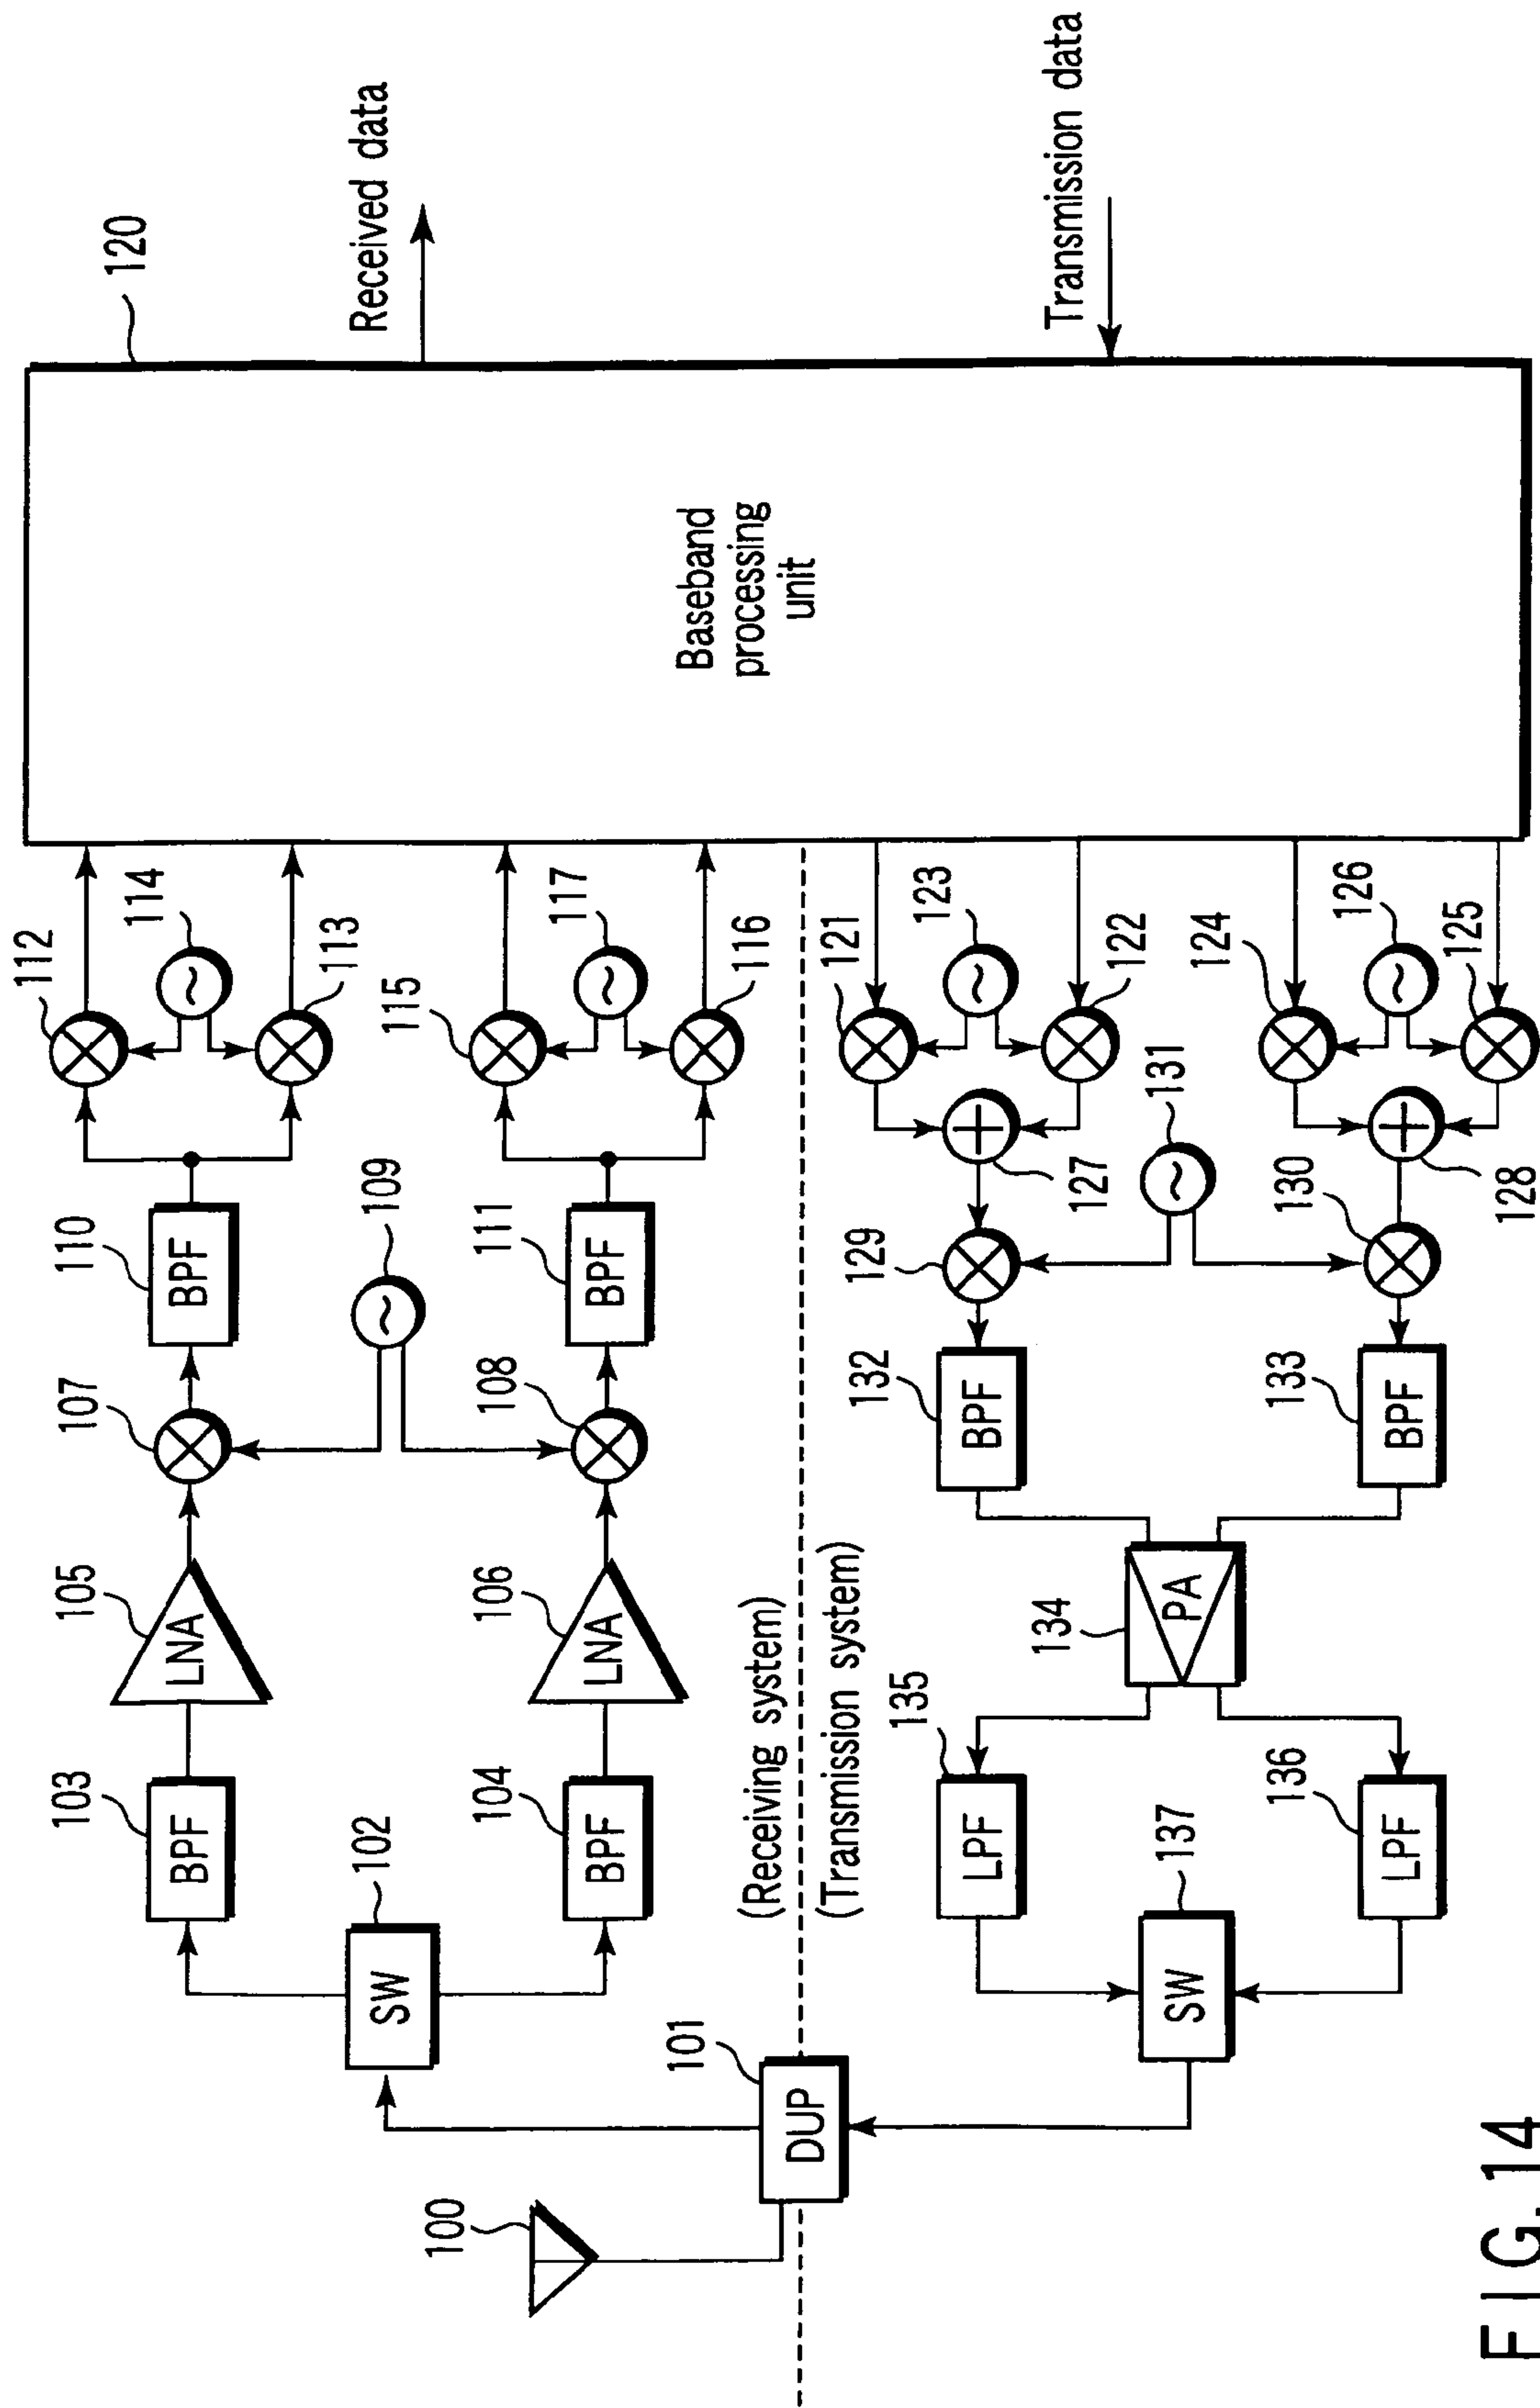 100
101
DUP
102
SW
103
BPF
104
BPF
105
LNA
106
LNA
107
108
109
110
BPF
111
BPF
112
114
113
115
117
116
120
Baseband
processing
unit
Received data
Transmission data
(Receiving system)
(Transmission system)
121
123
122
124
126
125
127
128
129
131
130
132
BPF
133
BPF
134
PA
135
LPF
136
LPF
137
SW
FIG. 14